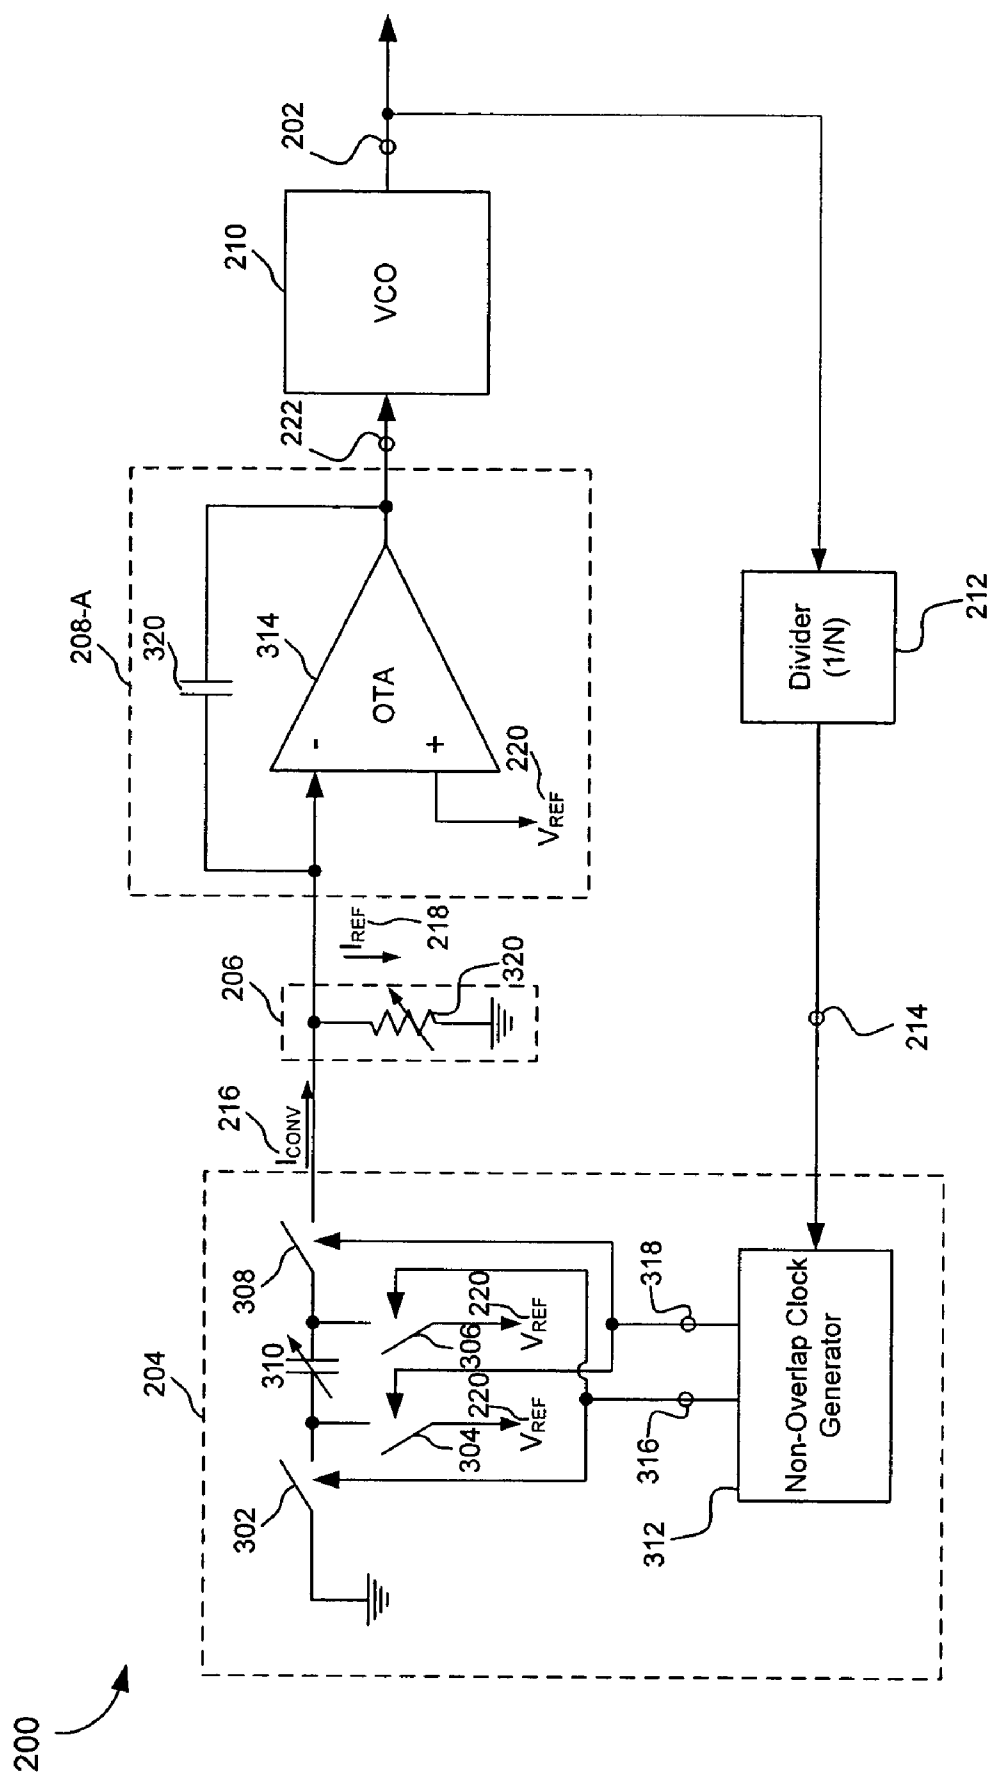 200
204
302
308
310
304
306
220
VREF
220
VREF
312
316
318
Non-Overlap Clock
Generator
216
ICONV
206
IREF
218
320
208-A
320
314
OTA
-
+
220
VREF
222
210
VCO
202
214
Divider
(1/N)
212